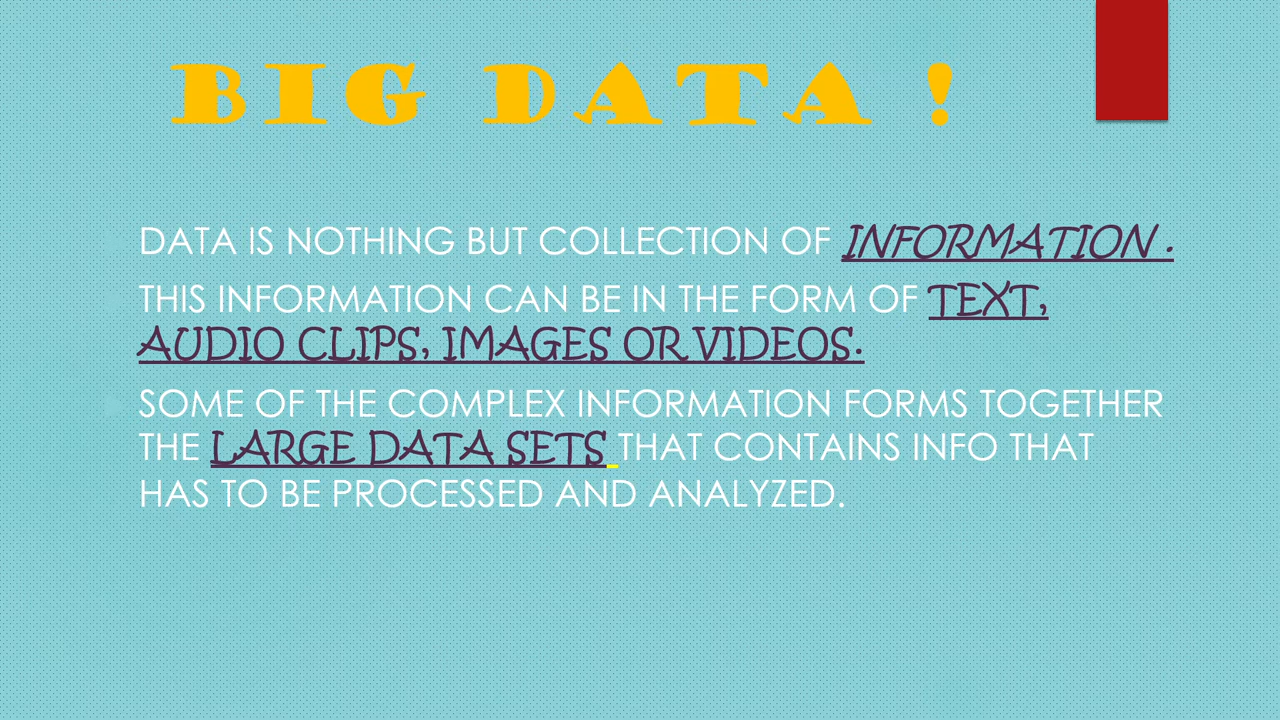 BIG DATA !
DATA IS NOTHING BUT COLLECTION OF INFORMATION .
THIS INFORMATION CAN BE IN THE FORM OF TEXT,
AUDIO CLIPS, IMAGES OR VIDEOS.
SOME OF THE COMPLEX INFORMATION FORMS TOGETHER
THE LARGE DATA SETS THAT CONTAINS INFO THAT
HAS TO BE PROCESSED AND ANALYZED.